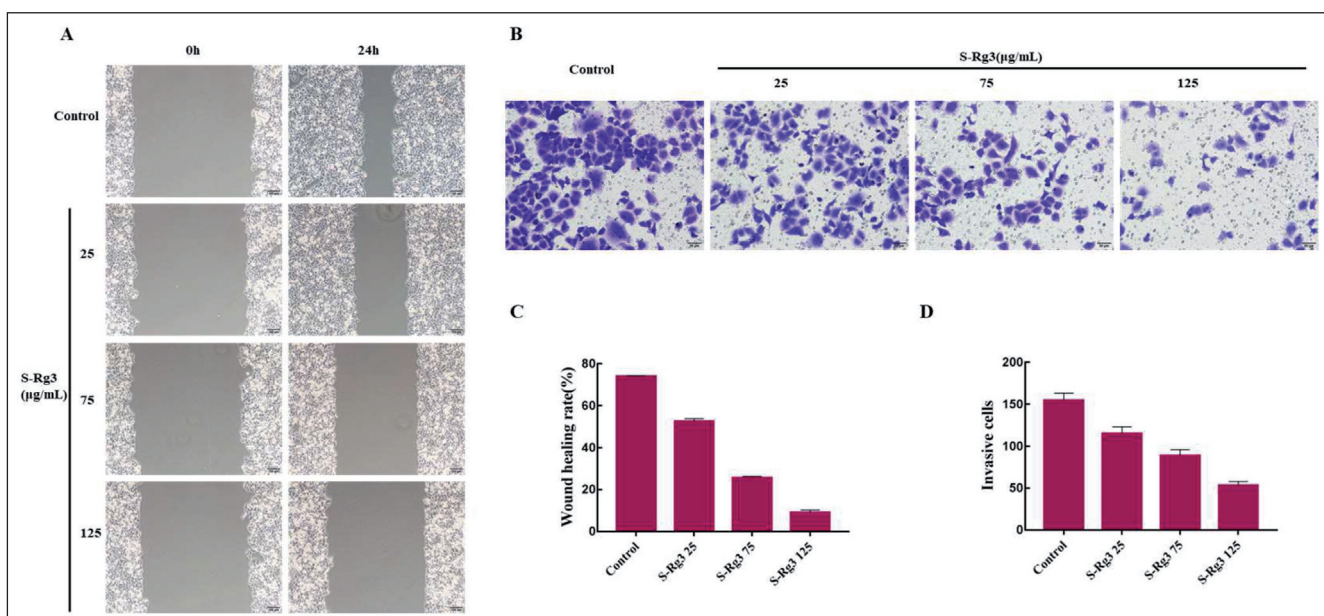 A
0h
24h
Control
25
S-Rg3
(μg/mL)
75
125
B
Control
S-Rg3(μg/mL)
25
75
125
C
Wound healing rate(%)
80
60
40
20
0
Control
S-Rg3 25
S-Rg3 75
S-Rg3 125
D
Invasive cells
200
150
100
50
0
Control
S-Rg3 25
S-Rg3 75
S-Rg3 125